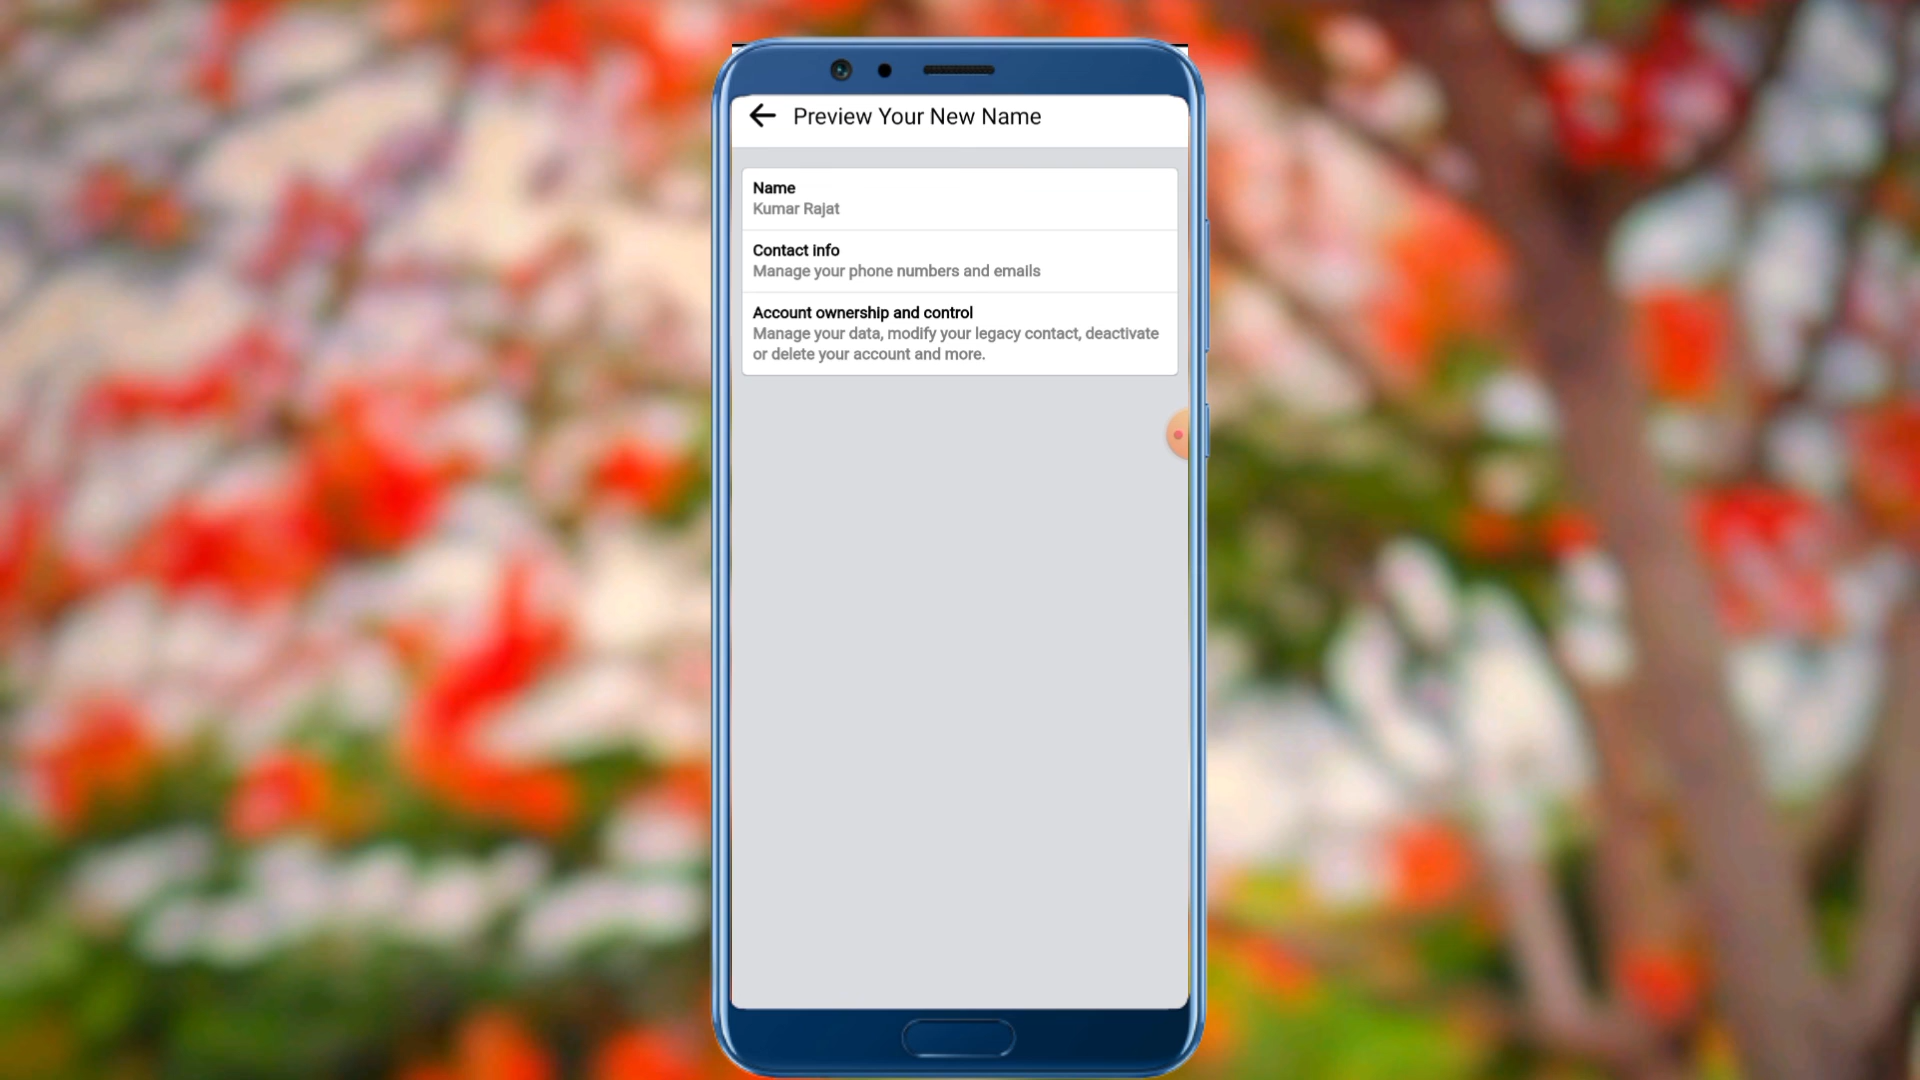 Preview Your New Name
Name
Kumar Rajat
Contact info
Manage your phone numbers and emails
Account ownership and control
Manage your data, modify your legacy contact, deactivate
or delete your account and more.